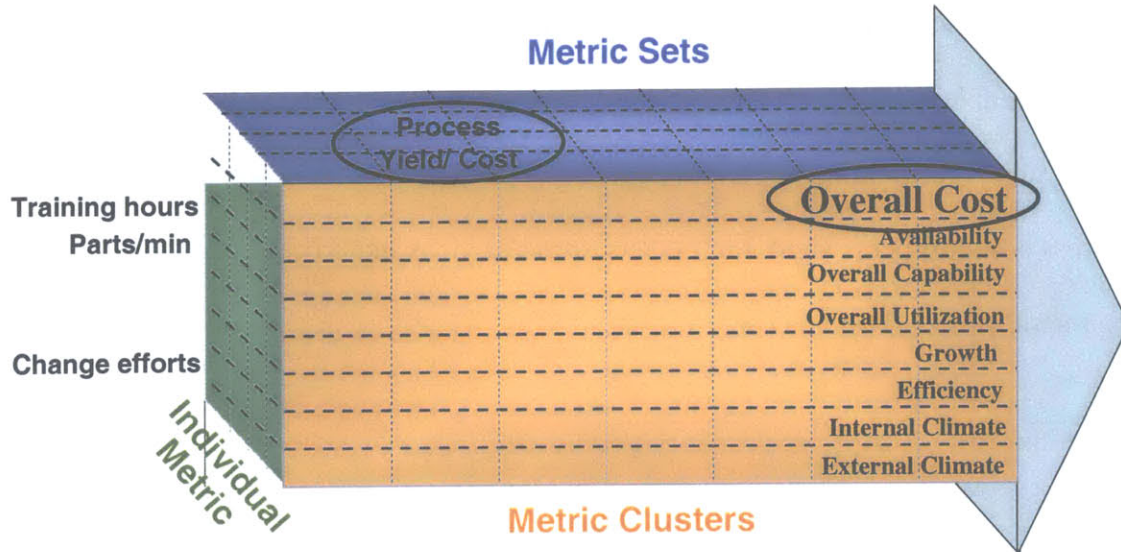 Metric Sets
Process
Yield/ Cost
Training hours
Parts/min
Change efforts
Overall Cost
Availability
Overall Capability
Overall Utilization
Growth
Efficiency
Internal Climate
External Climate
Individual
Metric
Metric Clusters